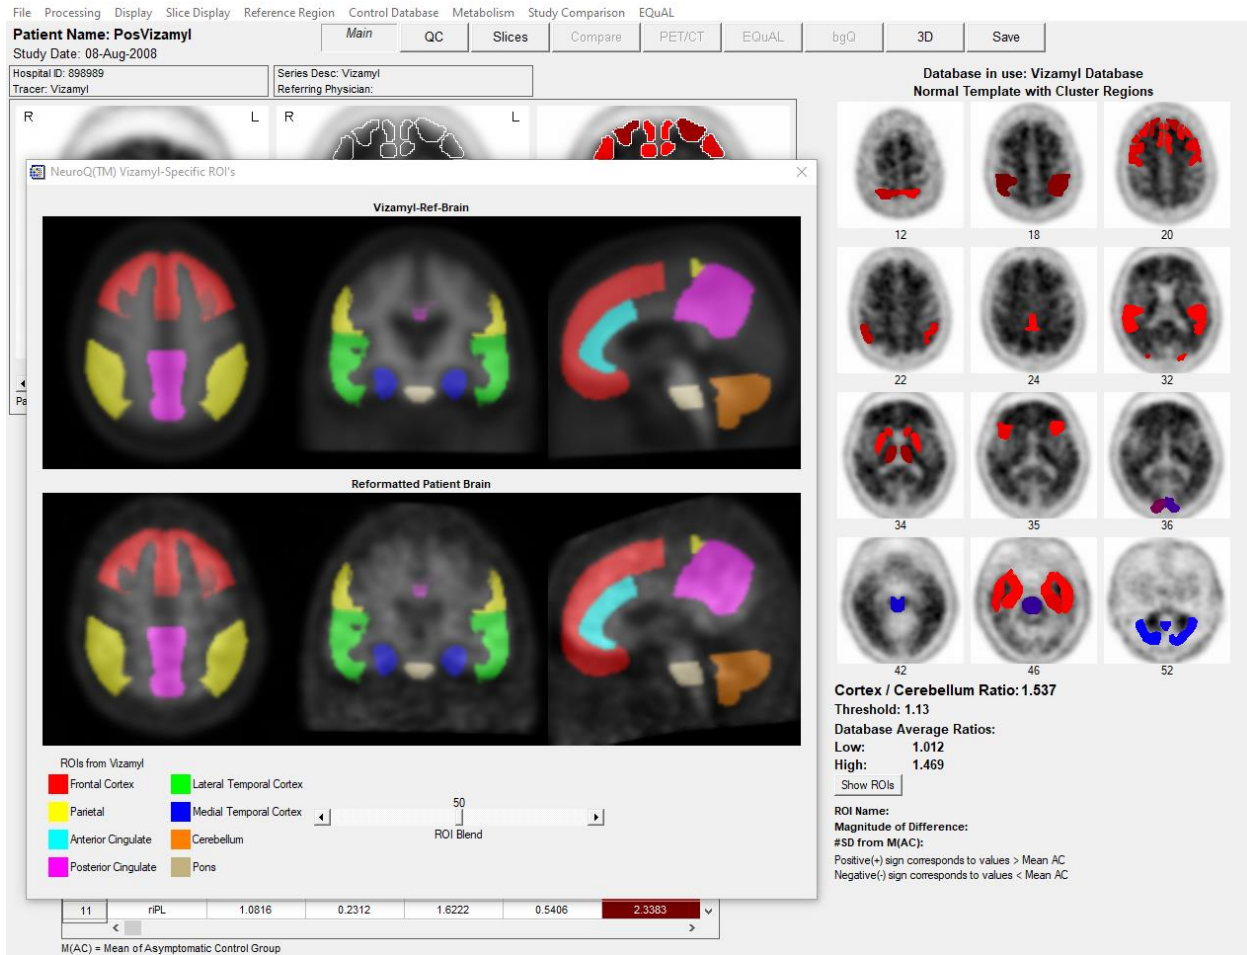 File Processing Display Slice Display Reference Region Control Database Metabolism Study Comparison EQuAL
Patient Name: PosVizamyl
Study Date: 08-Aug-2008
Main QC Slices Compare PET/CT EQuAL bgQ 3D Save
Hospital ID: 898989
Tracer: Vizamyl
Series Desc: Vizamyl
Referring Physician:
R L R L
NeuroQ(TM) Vizamyl-Specific ROI's
Vizamyl-Ref-Brain
Reformatted Patient Brain
ROIs from Vizamyl
Frontal Cortex
Lateral Temporal Cortex
Parietal
Medial Temporal Cortex
Anterior Cingulate
Cerebellum
Posterior Cingulate
Pons
50
ROI Blend
Pa
11 riPL 1.0816 0.2312 1.6222 0.5406 2.3383
M(AC) = Mean of Asymptomatic Control Group
Database in use: Vizamyl Database
Normal Template with Cluster Regions
12 18 20
22 24 32
34 35 36
42 46 52
Cortex / Cerebellum Ratio: 1.537
Threshold: 1.13
Database Average Ratios:
Low: 1.012
High: 1.469
Show ROIs
ROI Name:
Magnitude of Difference:
#SD from M(AC):
Positive(+) sign corresponds to values > Mean AC
Negative(-) sign corresponds to values < Mean AC